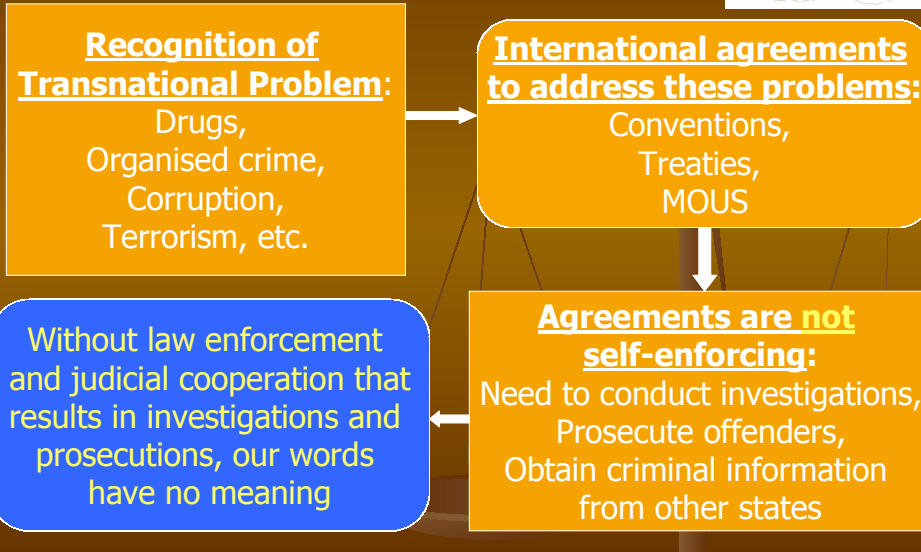 Recognition of
Transnational Problem:
Drugs,
Organised crime,
Corruption,
Terrorism, etc.
International agreements
to address these problems:
Conventions,
Treaties,
MOUS
Agreements are not
self-enforcing:
Need to conduct investigations,
Prosecute offenders,
Obtain criminal information
from other states
Without law enforcement
and judicial cooperation that
results in investigations and
prosecutions, our words
have no meaning